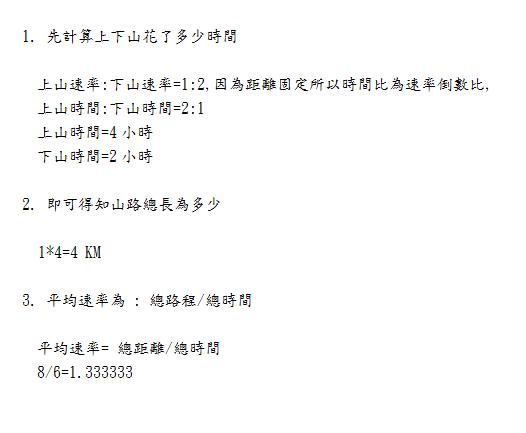 1. 先計算上下山花了多少時間
上山速率:下山速率=1:2,因為距離固定所以時間比為速率倒數比,
上山時間:下山時間=2:1
上山時間=4 小時
下山時間=2 小時
2. 即可得知山路總長為多少
1*4=4 KM
3. 平均速率為 : 總路程/總時間
平均速率= 總距離/總時間
8/6=1.333333